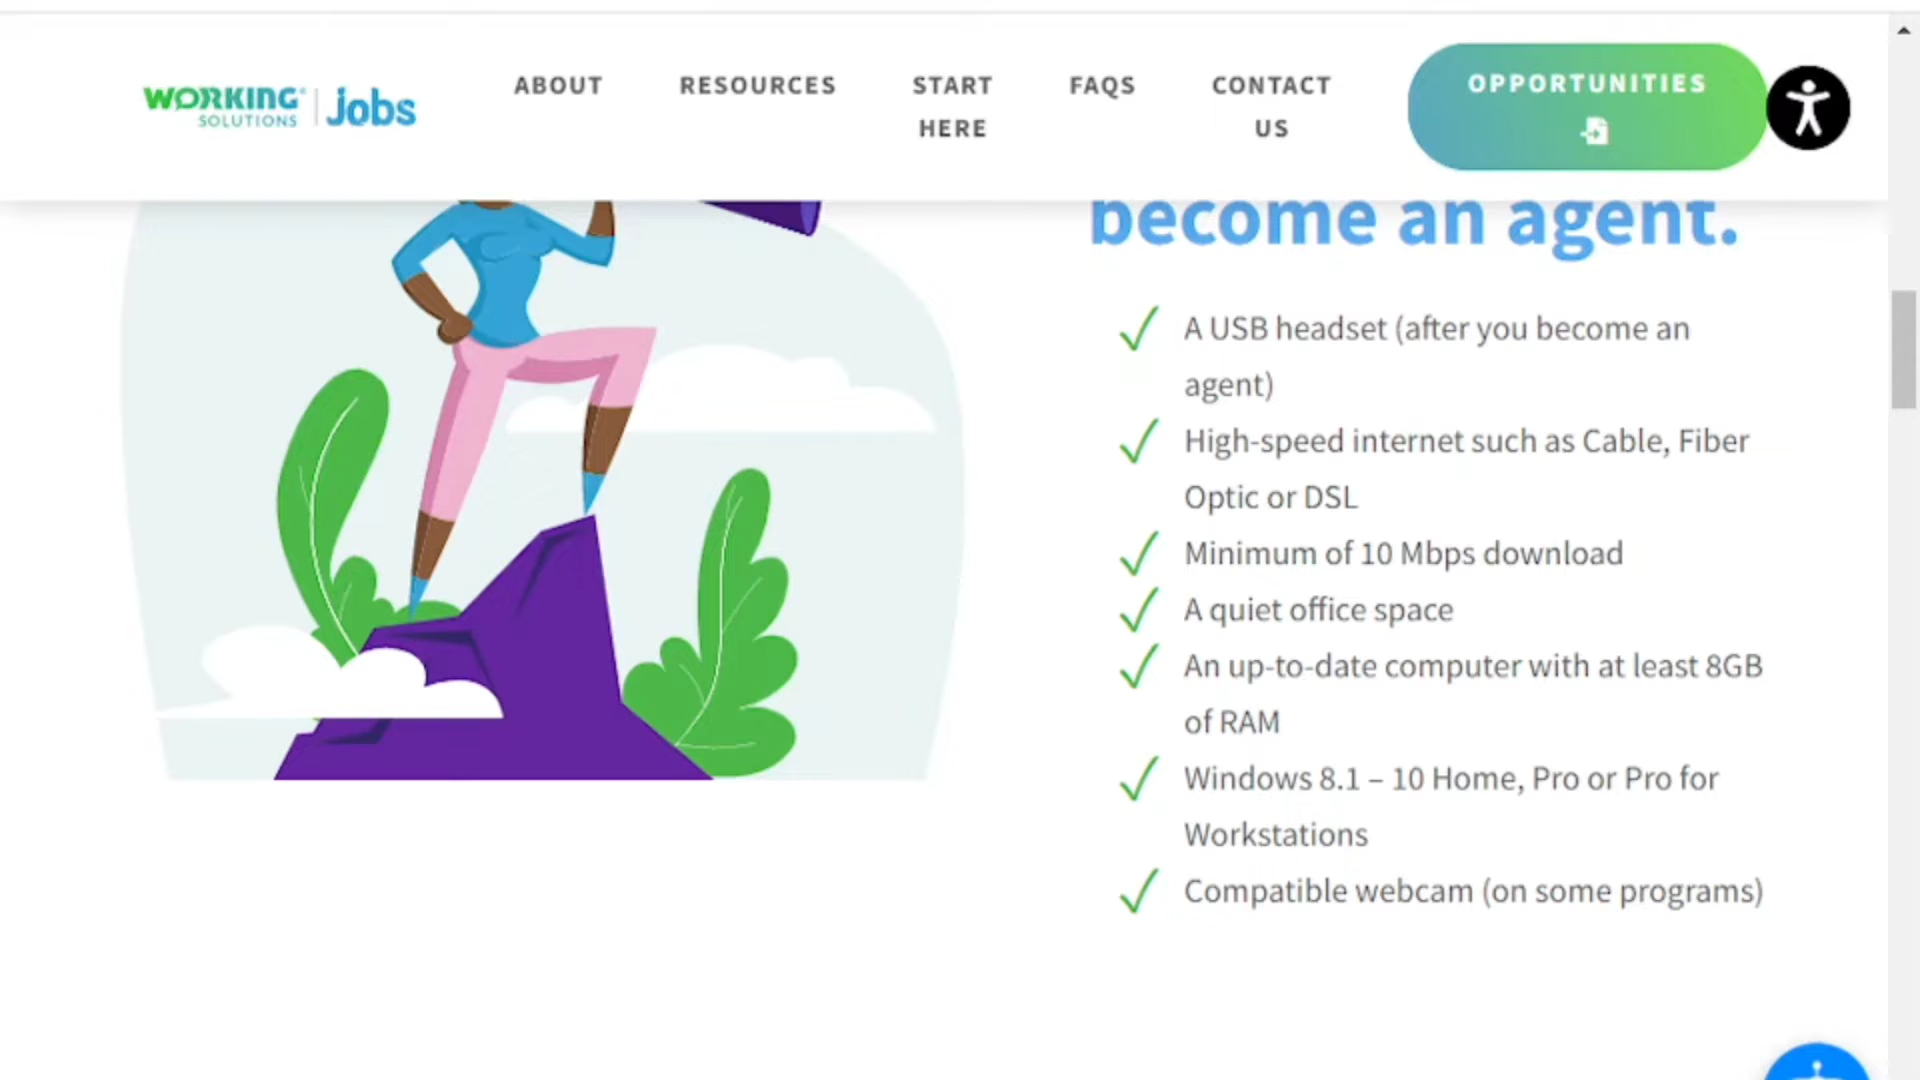 WORKING
SOLUTIONS
jobs
ABOUT
RESOURCES
START
HERE
FAQS
CONTACT
US
OPPORTUNITIES
become an agent.
A USB headset (after you become an
agent)
High-speed internet such as Cable, Fiber
Optic or DSL
Minimum of 10 Mbps download
A quiet office space
An up-to-date computer with at least 8GB
of RAM
Windows 8.1 – 10 Home, Pro or Pro for
Workstations
Compatible webcam (on some programs)